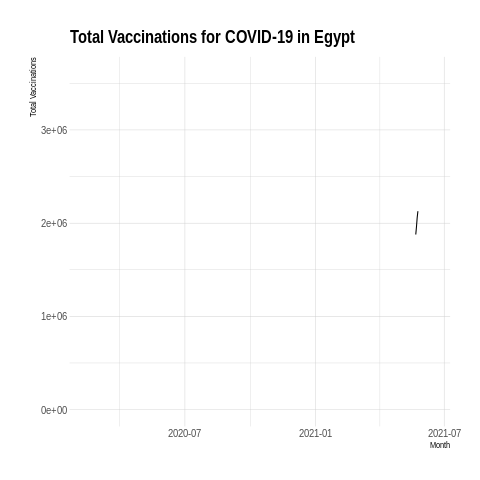 Total Vaccinations for COVID-19 in Egypt
Total Vaccinations
3e+06
2e+06
1e+06
0e+00
2020-07 2021-01 2021-07
Month